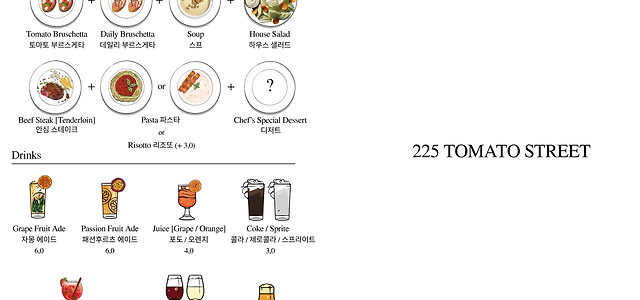 Tomato Bruschetta Daily Bruschetta Soup House Salad
토마토 부르스게타 데일리 부르스게타 스프 하우스 샐러드
+ + or + ?
Beef Steak [Tenderloin] Pasta 파스타 Chef's Special Dessert
안심 스테이크 디저트
or
Risotto 리조또 (+ 3,0)
Drinks
Grape Fruit Ade Passion Fruit Ade Juice [Grape / Orange] Coke / Sprite
자몽 에이드 패션후르츠 에이드 포도 / 오렌지 콜라 / 제로콜라 / 스프라이트
6,0 6,0 4,0 3,0
225 TOMATO STREET